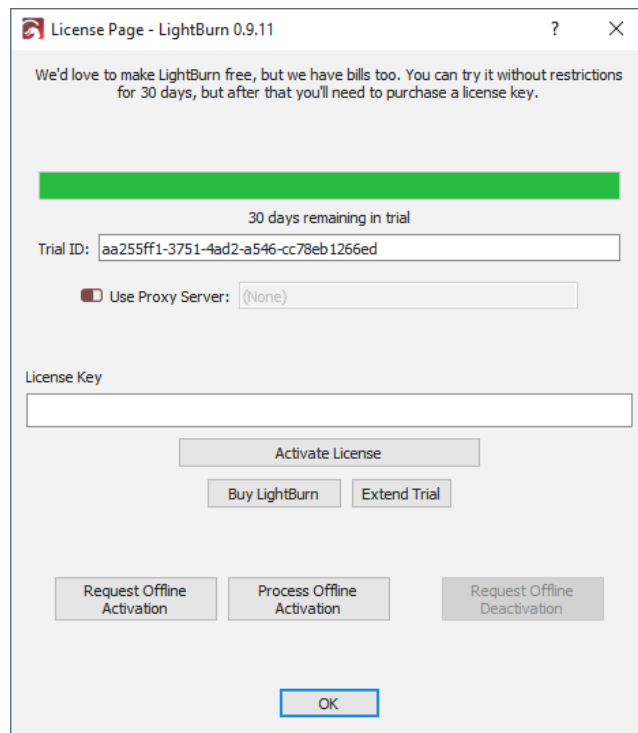 License Page - LightBurn 0.9.11
?
We'd love to make LightBurn free, but we have bills too. You can try it without restrictions
for 30 days, but after that you'll need to purchase a license key.
30 days remaining in trial
Trial ID: aa255ff1-3751-4ad2-a546-cc78eb1266ed
Use Proxy Server: (None)
License Key
Activate License
Buy LightBurn Extend Trial
Request Offline Process Offline Request Offline
Activation Activation Deactivation
OK